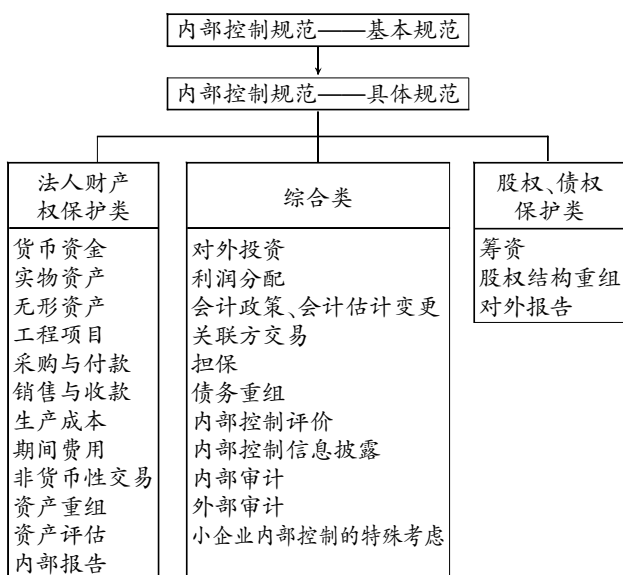 内部控制规范——基本规范
内部控制规范——具体规范
法人财产
权保护类
货币资金
实物资产
无形资产
工程项目
采购与付款
销售与收款
生产成本
期间费用
非货币性交易
资产重组
资产评估
内部报告
综合类
对外投资
利润分配
会计政策、会计估计变更
关联方交易
担保
债务重组
内部控制评价
内部控制信息披露
内部审计
外部审计
小企业内部控制的特殊考虑
股权、债权
保护类
筹资
股权结构重组
对外报告